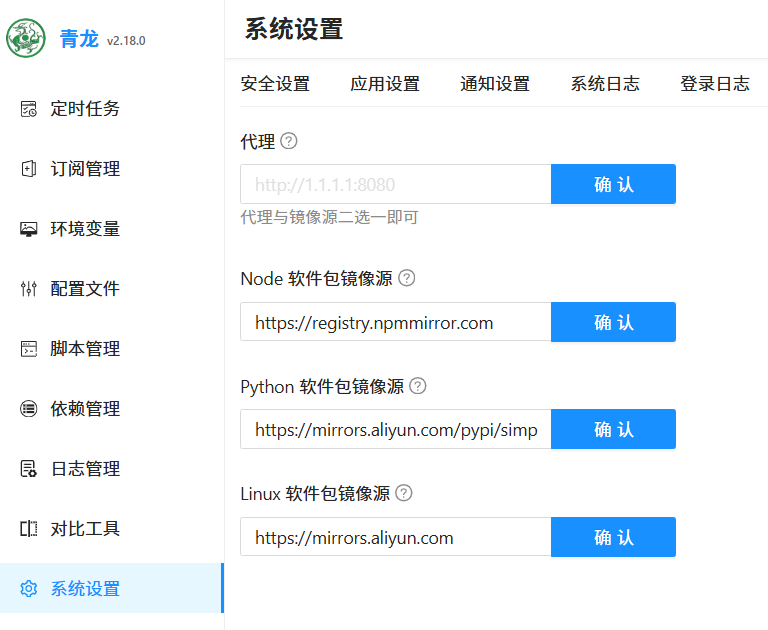 青龙 v2.18.0
定时任务
订阅管理
环境变量
配置文件
脚本管理
依赖管理
日志管理
对比工具
系统设置
系统设置
安全设置 应用设置 通知设置 系统日志 登录日志
代理
http://1.1.1.1:8080 确 认
代理与镜像源二选一即可
Node 软件包镜像源
https://registry.npmmirror.com 确 认
Python 软件包镜像源
https://mirrors.aliyun.com/pypi/simp 确 认
Linux 软件包镜像源
https://mirrors.aliyun.com 确 认